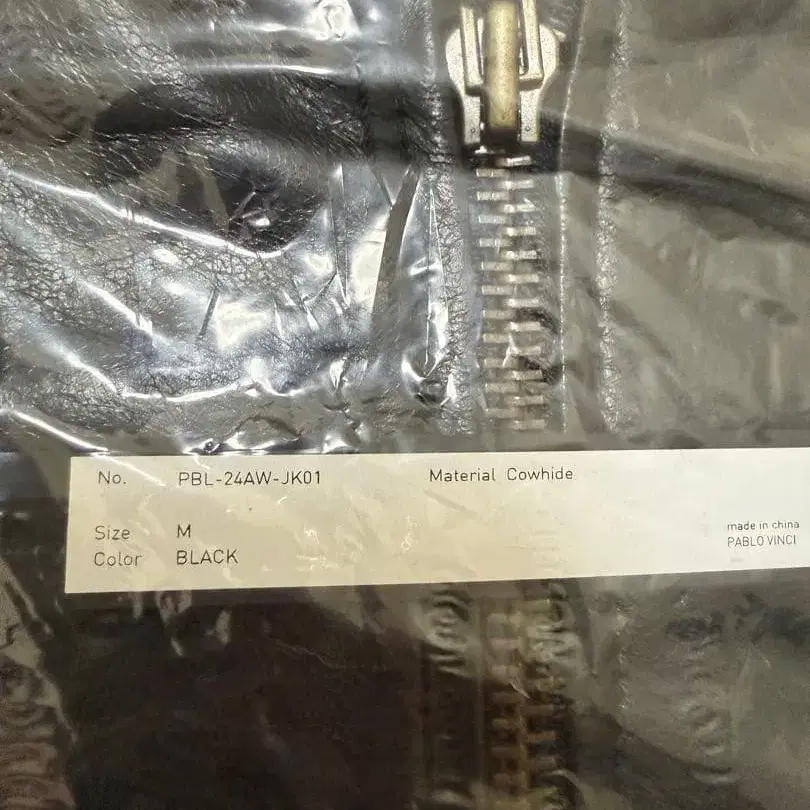 No. PBL-24AW-JK01 Material Cowhide
Size M
Color BLACK
made in china
PABLO VINCI